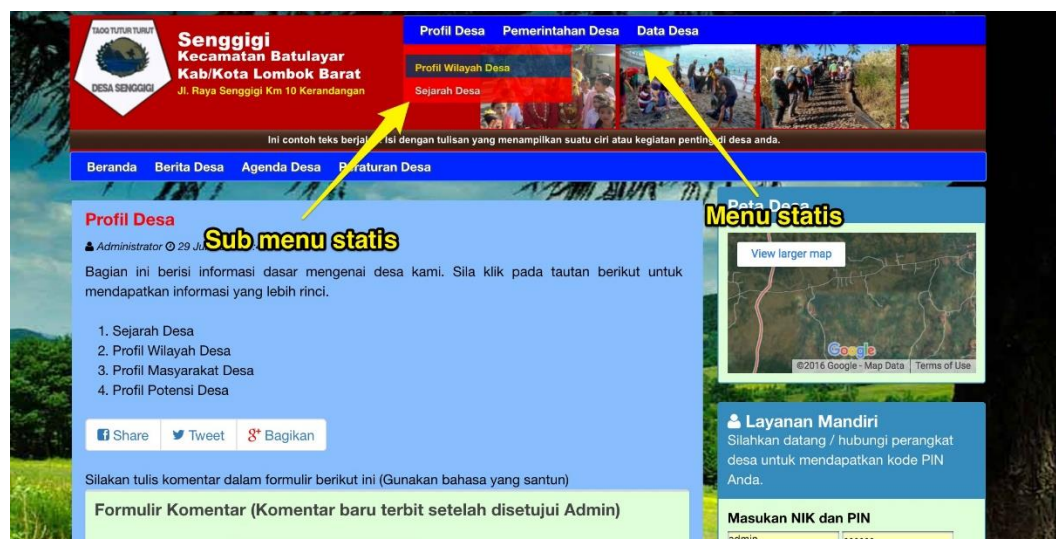 TAOQ TUTUR TURUT
DESA SENGGIGI
Senggigi
Kecamatan Batulayar
Kab/Kota Lombok Barat
Jl. Raya Senggigi Km 10 Kerandangan
Profil Desa Pemerintahan Desa Data Desa
Profil Wilayah Desa
Sejarah Desa
Ini contoh teks berjalan. isi dengan tulisan yang menampilkan suatu ciri atau kegiatan penting di desa anda.
Beranda Berita Desa Agenda Desa Peraturan Desa
Sub menu statis
Menu statis
Profil Desa
Administrator 29 Ju
Bagian ini berisi informasi dasar mengenai desa kami. Sila klik pada tautan berikut untuk
mendapatkan informasi yang lebih rinci.
1. Sejarah Desa
2. Profil Wilayah Desa
3. Profil Masyarakat Desa
4. Profil Potensi Desa
Share Tweet Bagikan
Silakan tulis komentar dalam formulir berikut ini (Gunakan bahasa yang santun)
Formulir Komentar (Komentar baru terbit setelah disetujui Admin)
Peta Desa
View larger map
Google
©2016 Google - Map Data Terms of Use
Layanan Mandiri
Silahkan datang / hubungi perangkat
desa untuk mendapatkan kode PIN
Anda.
Masukan NIK dan PIN
admin